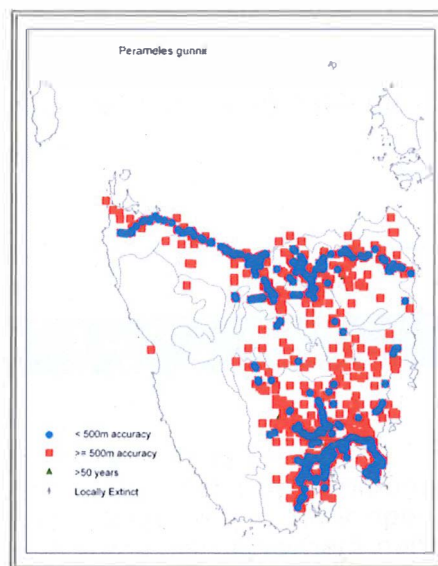 Perameles gunnii
< 500m accuracy
>= 500m accuracy
>50 years
Locally Extinct